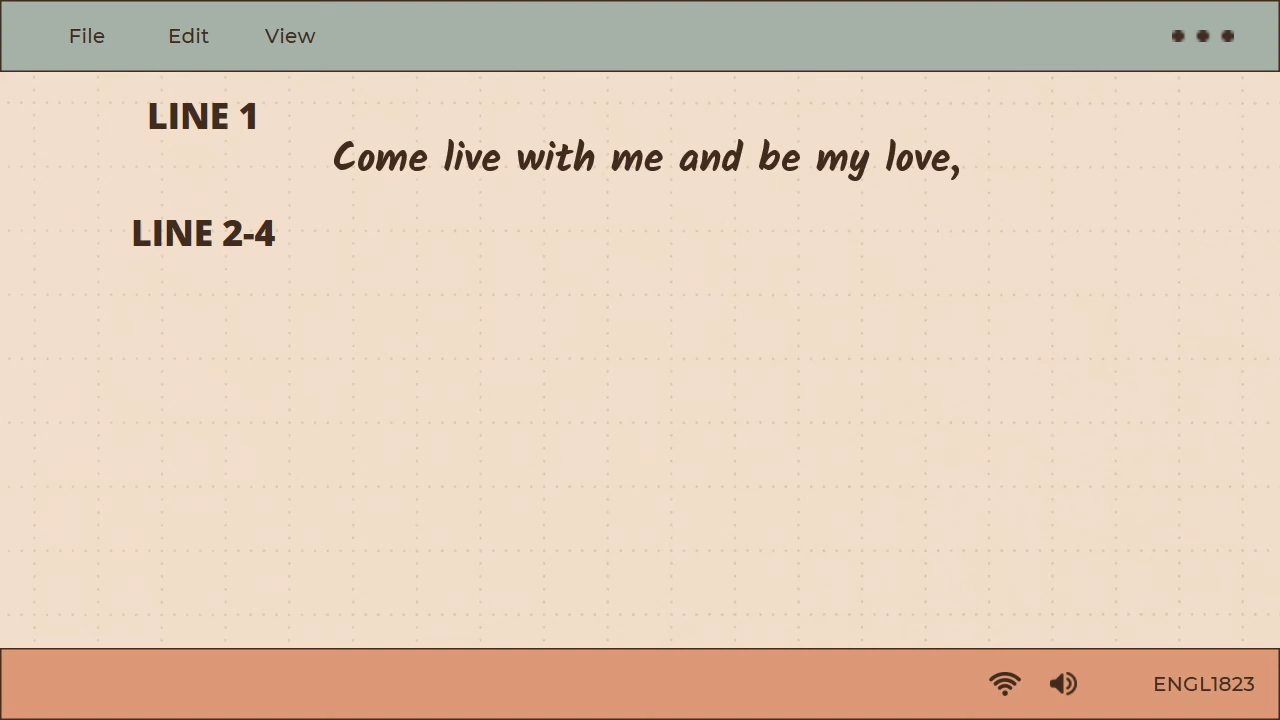 File Edit View
LINE 1
Come live with me and be my love,
LINE 2-4
ENGL1823